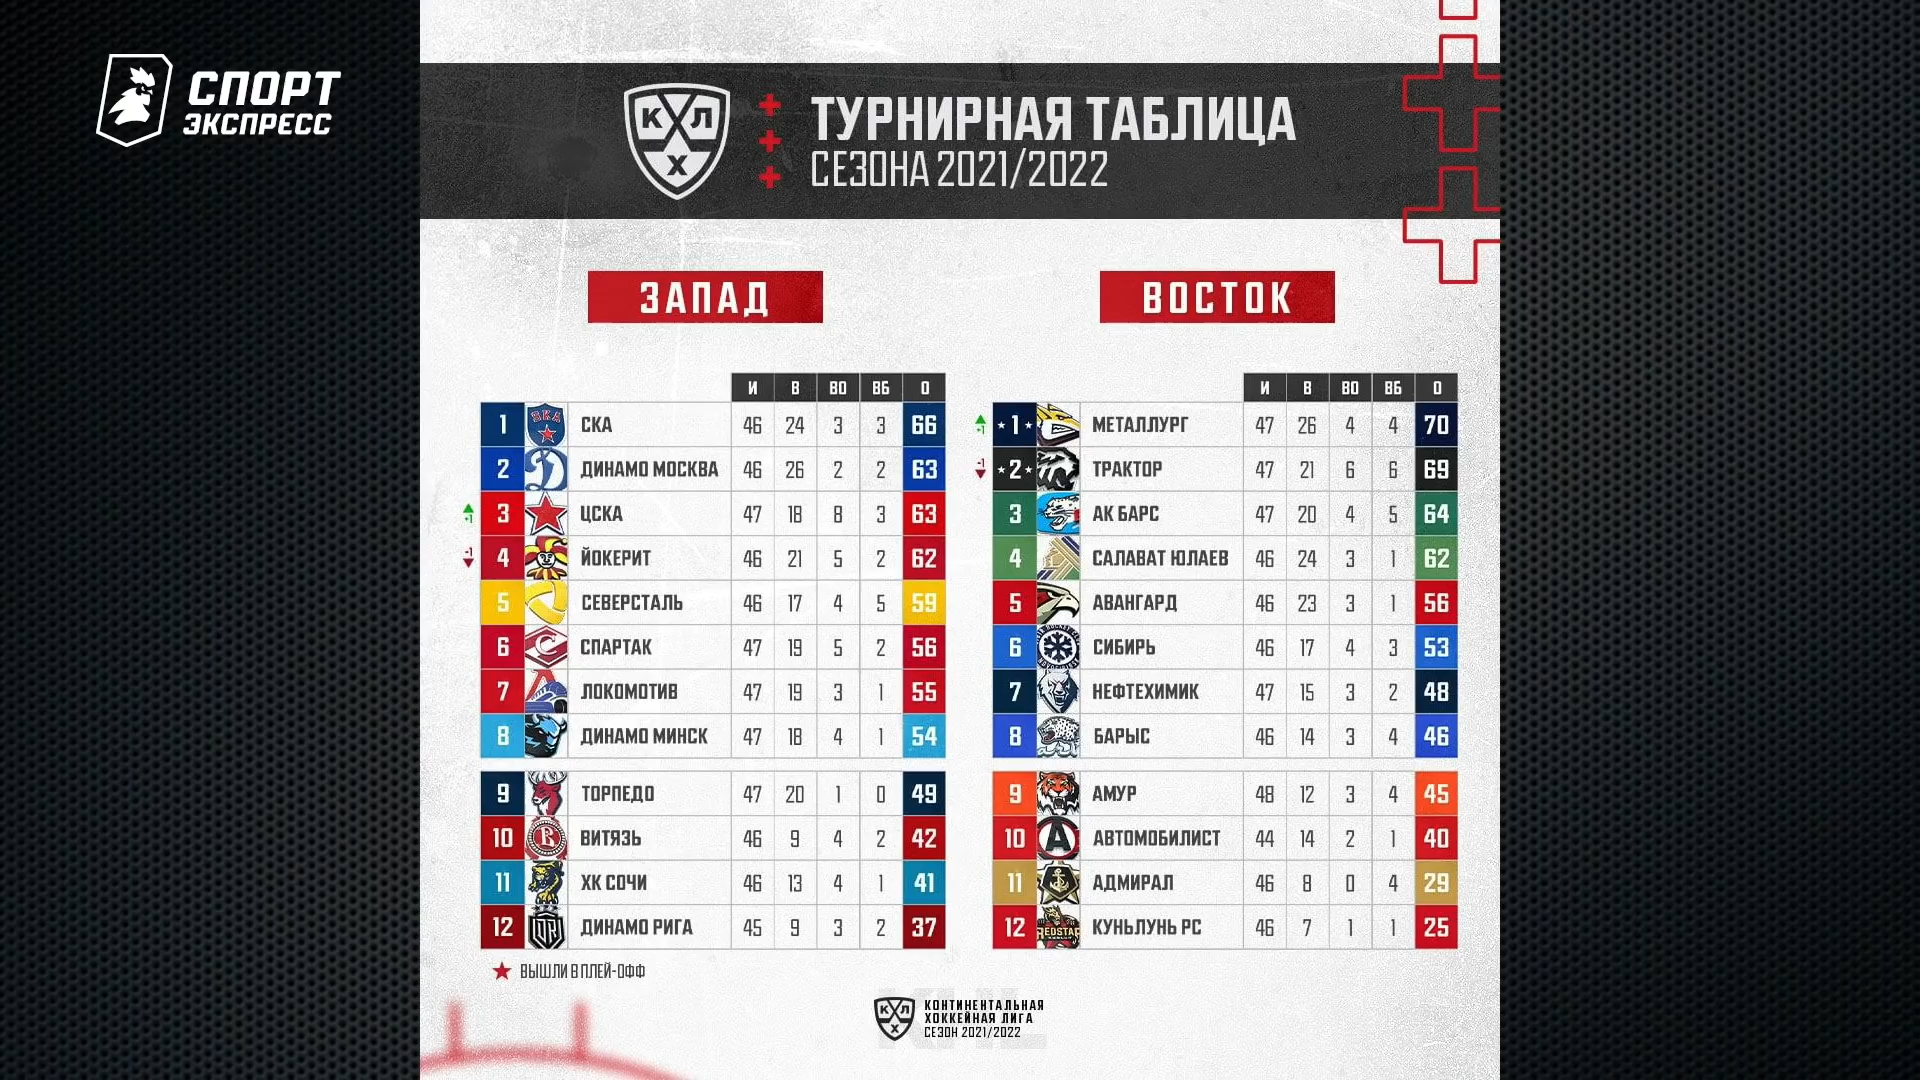 СПОРТ
ЭКСПРЕСС
КХЛ
ТУРНИРНАЯ ТАБЛИЦА
СЕЗОНА 2021/2022
ЗАПАД
И В ВО ВБ О
1 СКА 46 24 3 3 66
2 ДИНАМО МОСКВА 46 26 2 2 63
+1 3 ЦСКА 47 18 8 3 63
-1 4 ЙОКЕРИТ 46 21 5 2 62
5 СЕВЕРСТАЛЬ 46 17 4 5 59
6 СПАРТАК 47 19 5 2 56
7 ЛОКОМОТИВ 47 19 3 1 55
8 ДИНАМО МИНСК 47 18 4 1 54
9 ТОРПЕДО 47 20 1 0 49
10 ВИТЯЗЬ 46 9 4 2 42
11 ХК СОЧИ 46 13 4 1 41
12 ДИНАМО РИГА 45 9 3 2 37
★ ВЫШЛИ В ПЛЕЙ-ОФФ
ВОСТОК
И В ВО ВБ О
+1 ★1★ МЕТАЛЛУРГ 47 26 4 4 70
-1 ★2★ ТРАКТОР 47 21 6 6 69
3 АК БАРС 47 20 4 5 64
4 САЛАВАТ ЮЛАЕВ 46 24 3 1 62
5 АВАНГАРД 46 23 3 1 56
6 СИБИРЬ 46 17 4 3 53
7 НЕФТЕХИМИК 47 15 3 2 48
8 БАРЫС 46 14 3 4 46
9 АМУР 48 12 3 4 45
10 АВТОМОБИЛИСТ 44 14 2 1 40
11 АДМИРАЛ 46 8 0 4 29
12 КУНЬЛУНЬ РС 46 7 1 1 25
КХЛ
КОНТИНЕНТАЛЬНАЯ
ХОККЕЙНАЯ ЛИГА
СЕЗОН 2021/2022